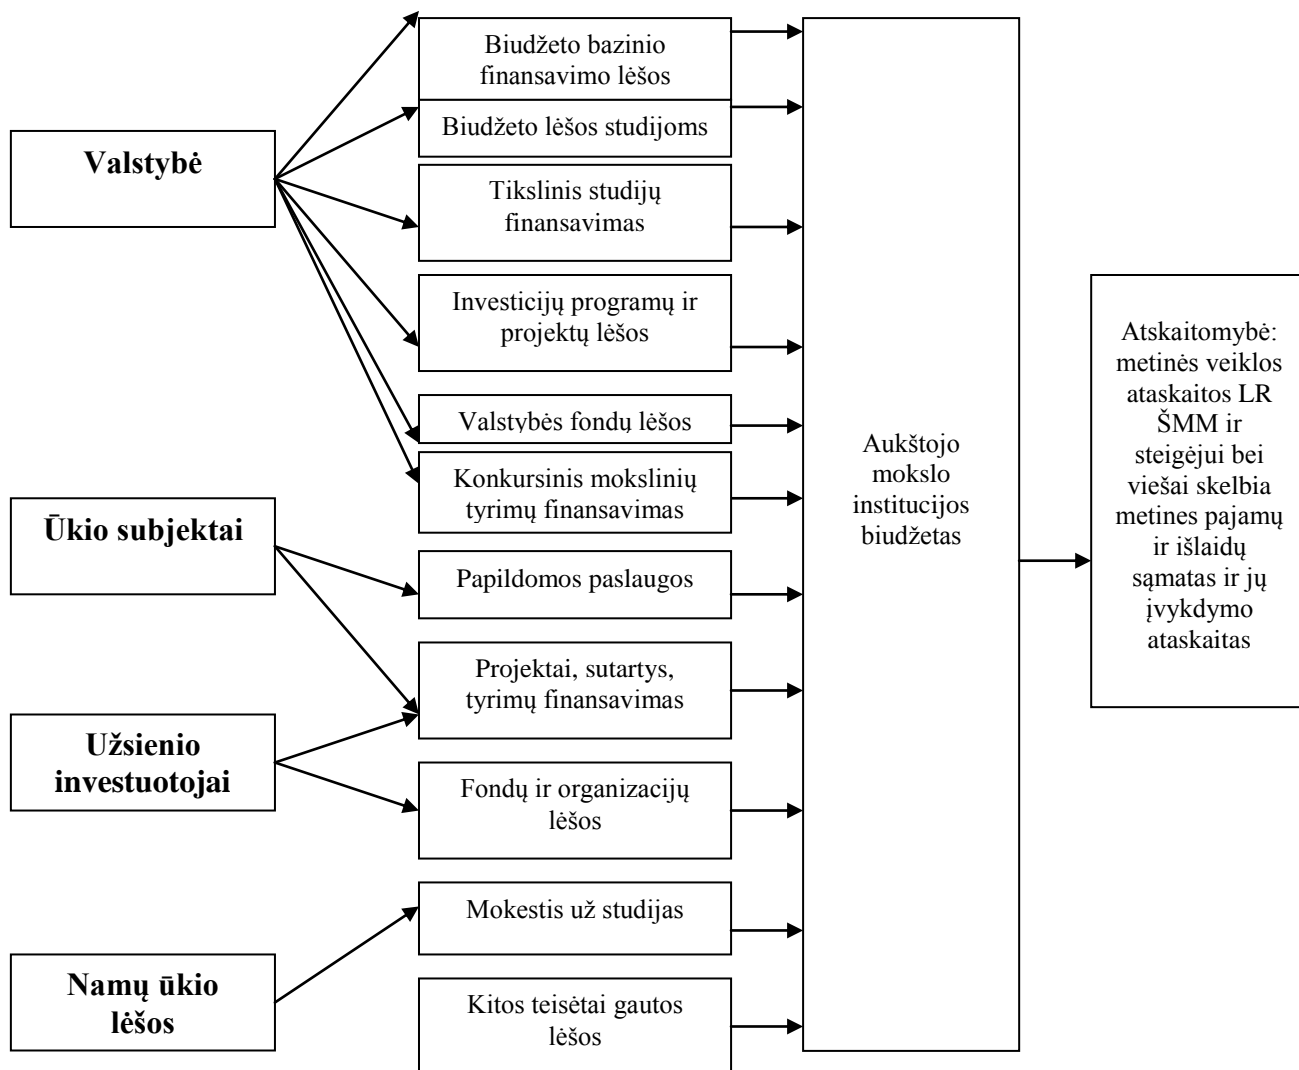 Valstybė
Ūkio subjektai
Užsienio
investuotojai
Namų ūkio
lėšos
Biudžeto bazinio
finansavimo lėšos
Biudžeto lėšos studijoms
Tikslinis studijų
finansavimas
Investicijų programų ir
projektų lėšos
Valstybės fondų lėšos
Konkursinis mokslinių
tyrimų finansavimas
Papildomos paslaugos
Projektai, sutartys,
tyrimų finansavimas
Fondų ir organizacijų
lėšos
Mokestis už studijas
Kitos teisėtai gautos
lėšos
Aukštojo
mokslo
institucijos
biudžetas
Atskaitomybė:
metinės veiklos
ataskaitos LR
ŠMM ir
steigėjui bei
viešai skelbia
metines pajamų
ir išlaidų
sąmatas ir jų
įvykdymo
ataskaitas